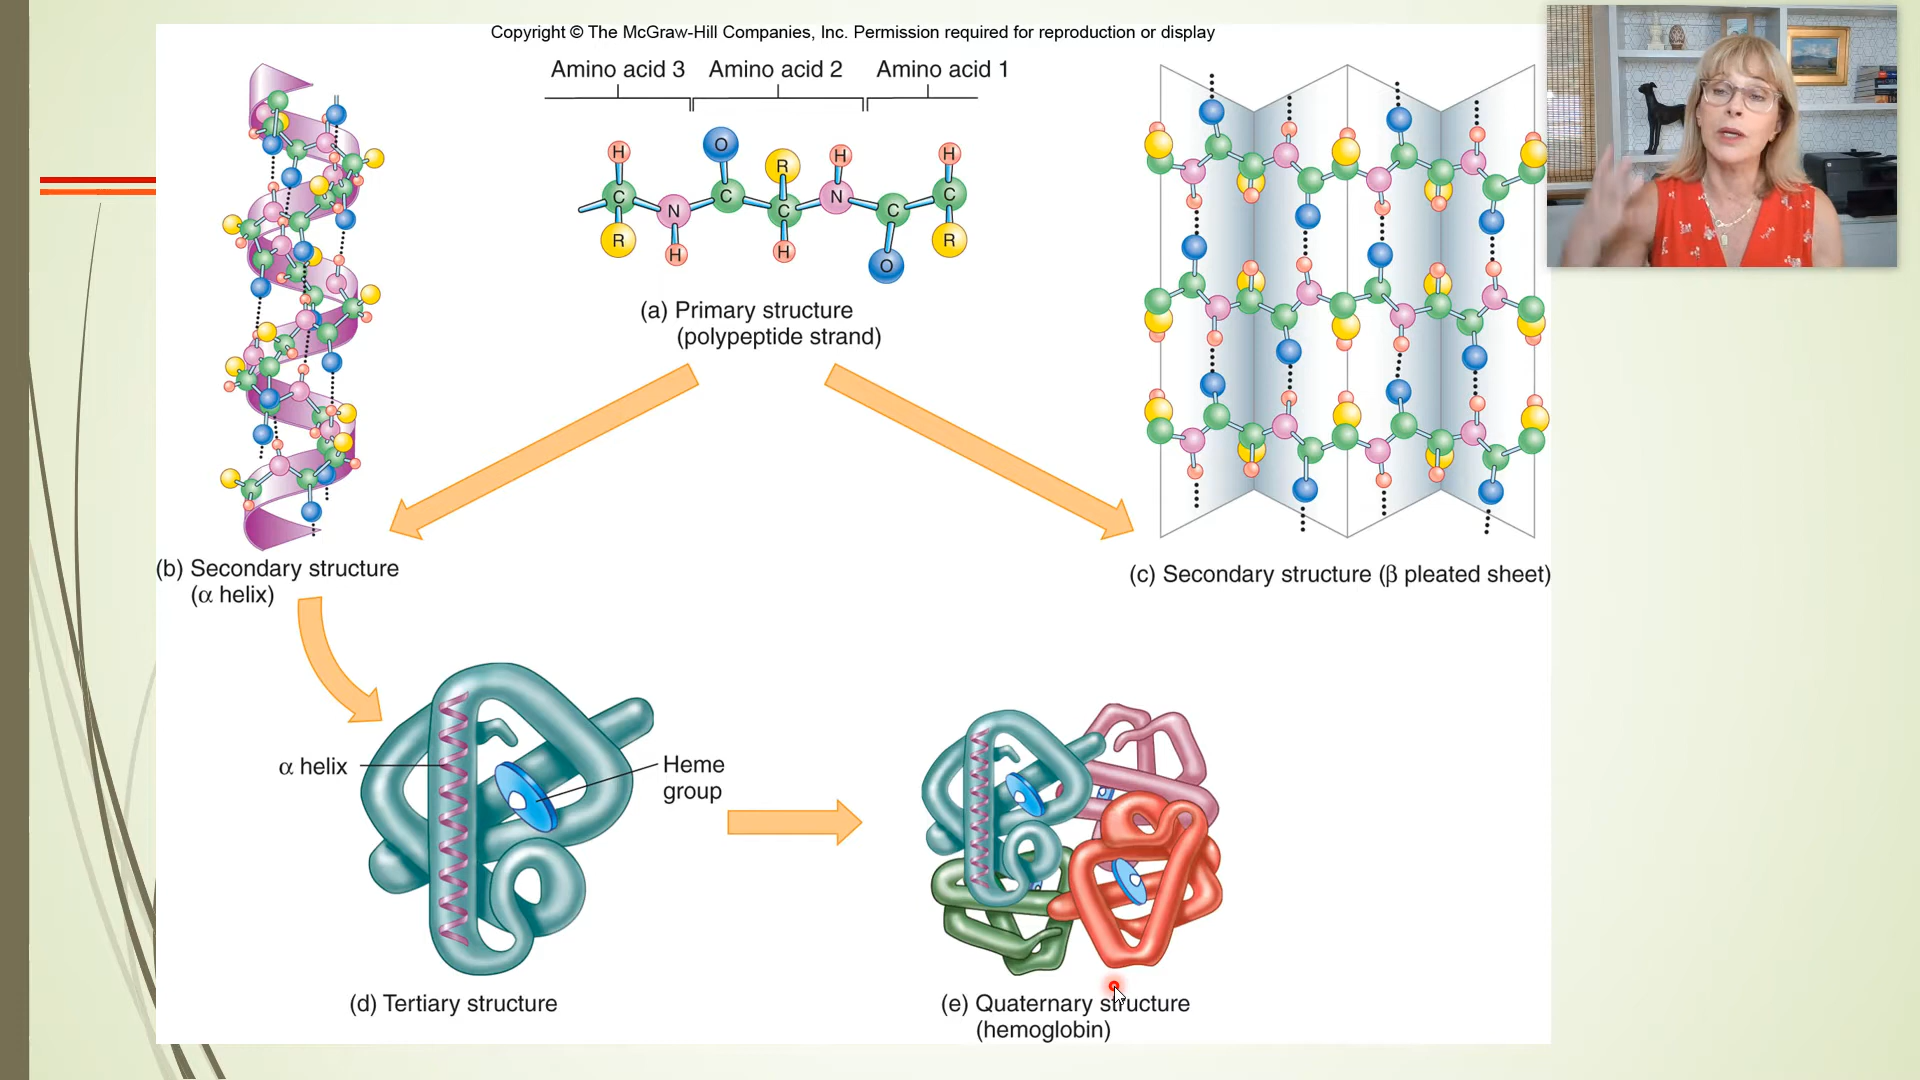 Copyright © The McGraw-Hill Companies, Inc. Permission required for reproduction or display
Amino acid 3 Amino acid 2 Amino acid 1
H O R H H
C N C C N C C
R H H O R
(a) Primary structure
(polypeptide strand)
(b) Secondary structure
(α helix)
(c) Secondary structure (β pleated sheet)
α helix
Heme
group
(d) Tertiary structure
(e) Quaternary structure
(hemoglobin)